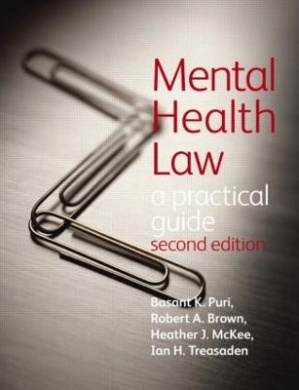 Mental
Health
Law
a practical
guide
second edition
Basant K. Puri,
Robert A. Brown,
Heather J. McKee,
Ian H. Treasaden